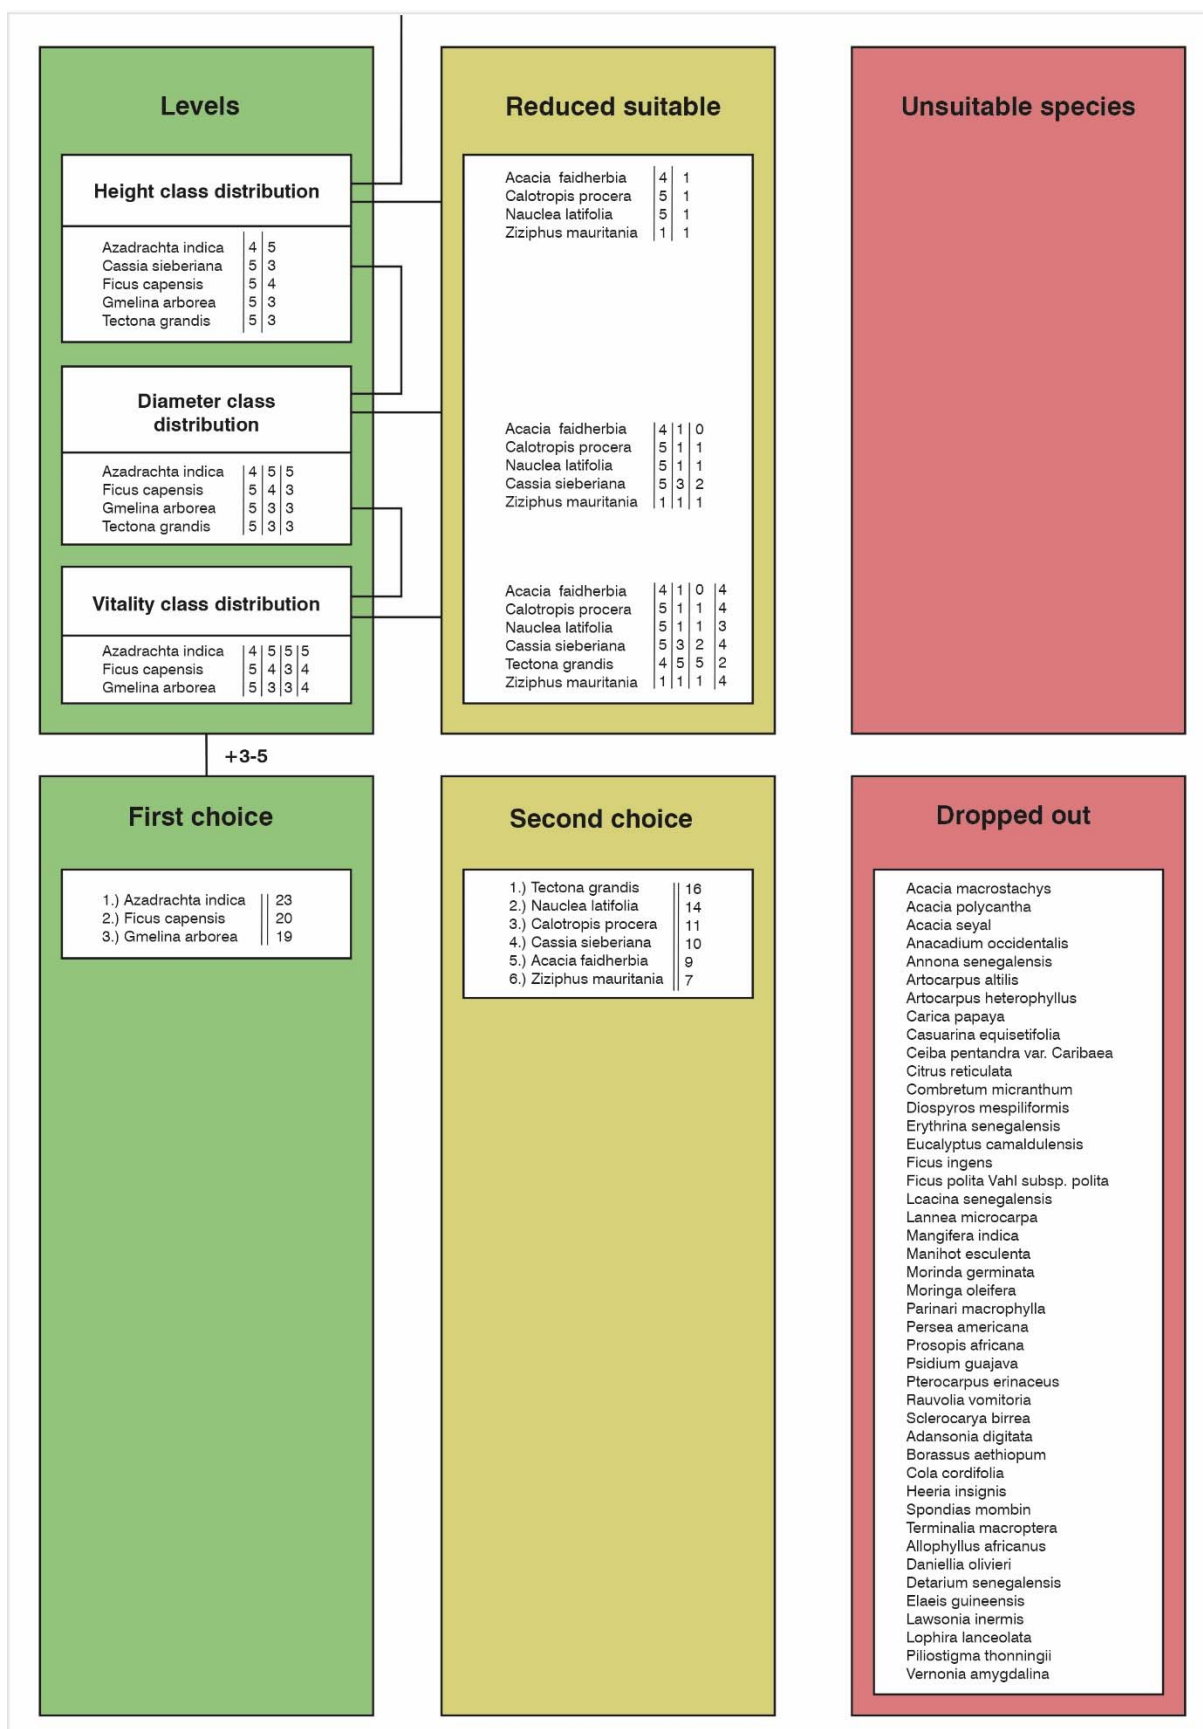 Levels
Height class distribution
Azadrachta indica 4 5
Cassia sieberiana 5 3
Ficus capensis 5 4
Gmelina arborea 5 3
Tectona grandis 5 3
Diameter class
distribution
Azadrachta indica 4 5 5
Ficus capensis 5 4 3
Gmelina arborea 5 3 3
Tectona grandis 5 3 3
Vitality class distribution
Azadrachta indica 4 5 5 5
Ficus capensis 5 4 3 4
Gmelina arborea 5 3 3 4
Reduced suitable
Acacia faidherbia 4 1
Calotropis procera 5 1
Nauclea latifolia 5 1
Ziziphus mauritania 1 1
Acacia faidherbia 4 1 0
Calotropis procera 5 1 1
Nauclea latifolia 5 1 1
Cassia sieberiana 5 3 2
Ziziphus mauritania 1 1 1
Acacia faidherbia 4 1 0 4
Calotropis procera 5 1 1 4
Nauclea latifolia 5 1 1 3
Cassia sieberiana 5 3 2 4
Tectona grandis 4 5 5 2
Ziziphus mauritania 1 1 1 4
Unsuitable species
+3-5
First choice
1.) Azadrachta indica 23
2.) Ficus capensis 20
3.) Gmelina arborea 19
Second choice
1.) Tectona grandis 16
2.) Nauclea latifolia 14
3.) Calotropis procera 11
4.) Cassia sieberiana 10
5.) Acacia faidherbia 9
6.) Ziziphus mauritania 7
Dropped out
Acacia macrostachys
Acacia polycantha
Acacia seyal
Anacadium occidentalis
Annona senegalensis
Artocarpus altilis
Artocarpus heterophyllus
Carica papaya
Casuarina equisetifolia
Ceiba pentandra var. Caribaea
Citrus reticulata
Combretum micranthum
Diospyros mespiliformis
Erythrina senegalensis
Eucalyptus camaldulensis
Ficus ingens
Ficus polita Vahl subsp. polita
Lcacina senegalensis
Lannea microcarpa
Mangifera indica
Manihot esculenta
Morinda germinata
Moringa oleifera
Parinari macrophylla
Persea americana
Prosopis africana
Psidium guajava
Pterocarpus erinaceus
Rauvolia vomitoria
Sclerocarya birrea
Adansonia digitata
Borassus aethiopum
Cola cordifolia
Heeria insignis
Spondias mombin
Terminalia macroptera
Allophyllus africanus
Daniellia olivieri
Detarium senegalensis
Elaeis guineensis
Lawsonia inermis
Lophira lanceolata
Piliostigma thonningii
Vernonia amygdalina